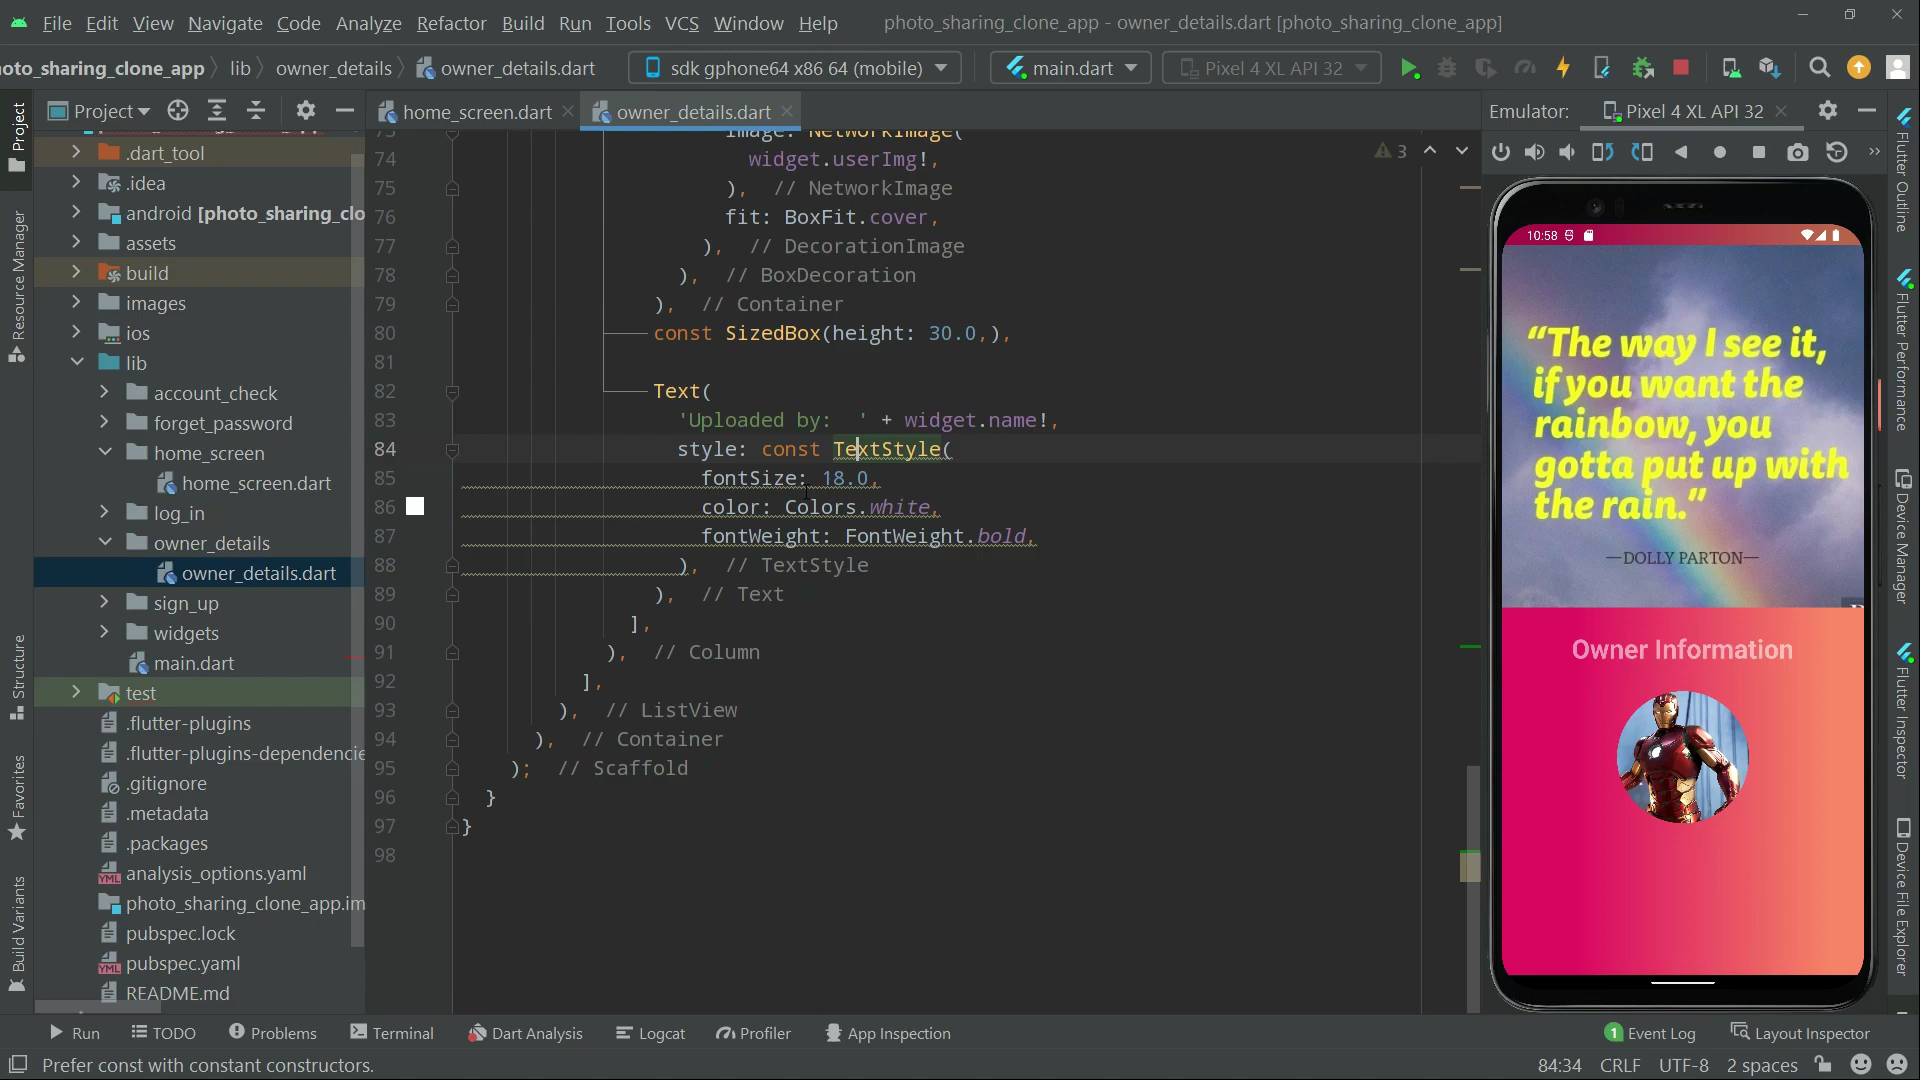 File Edit View Navigate Code Analyze Refactor Build Run Tools VCS Window Help photo_sharing_clone_app - owner_details.dart [photo_sharing_clone_app]
oto_sharing_clone_app lib owner_details owner_details.dart sdk gphone64 x86 64 (mobile) main.dart Pixel 4 XL API 32
Project home_screen.dart owner_details.dart Emulator: Pixel 4 XL API 32
.dart_tool
.idea
android [photo_sharing_clo
assets
build
images
ios
lib
account_check
forget_password
home_screen
home_screen.dart
log_in
owner_details
owner_details.dart
sign_up
widgets
main.dart
test
.flutter-plugins
.flutter-plugins-dependencie
.gitignore
.metadata
.packages
analysis_options.yaml
photo_sharing_clone_app.im
pubspec.lock
pubspec.yaml
README.md
73 image: NetworkImage(
74 widget.userImg!,
75 ), // NetworkImage
76 fit: BoxFit.cover,
77 ), // DecorationImage
78 ), // BoxDecoration
79 ), // Container
80 const SizedBox(height: 30.0,),
81
82 Text(
83 'Uploaded by:  ' + widget.name!,
84 style: const TextStyle(
85 fontSize: 18.0,
86 color: Colors.white,
87 fontWeight: FontWeight.bold,
88 ), // TextStyle
89 ), // Text
90 ],
91 ), // Column
92 ],
93 ), // ListView
94 ), // Container
95 ); // Scaffold
96 }
97 }
98
3
10:58
“The way I see it,
if you want the
rainbow, you
gotta put up with
the rain.”
—DOLLY PARTON—
Owner Information
Project
Resource Manager
Structure
Favorites
Build Variants
Flutter Outline
Flutter Performance
Device Manager
Flutter Inspector
Device File Explorer
Run TODO Problems Terminal Dart Analysis Logcat Profiler App Inspection 1 Event Log Layout Inspector
Prefer const with constant constructors. 84:34 CRLF UTF-8 2 spaces